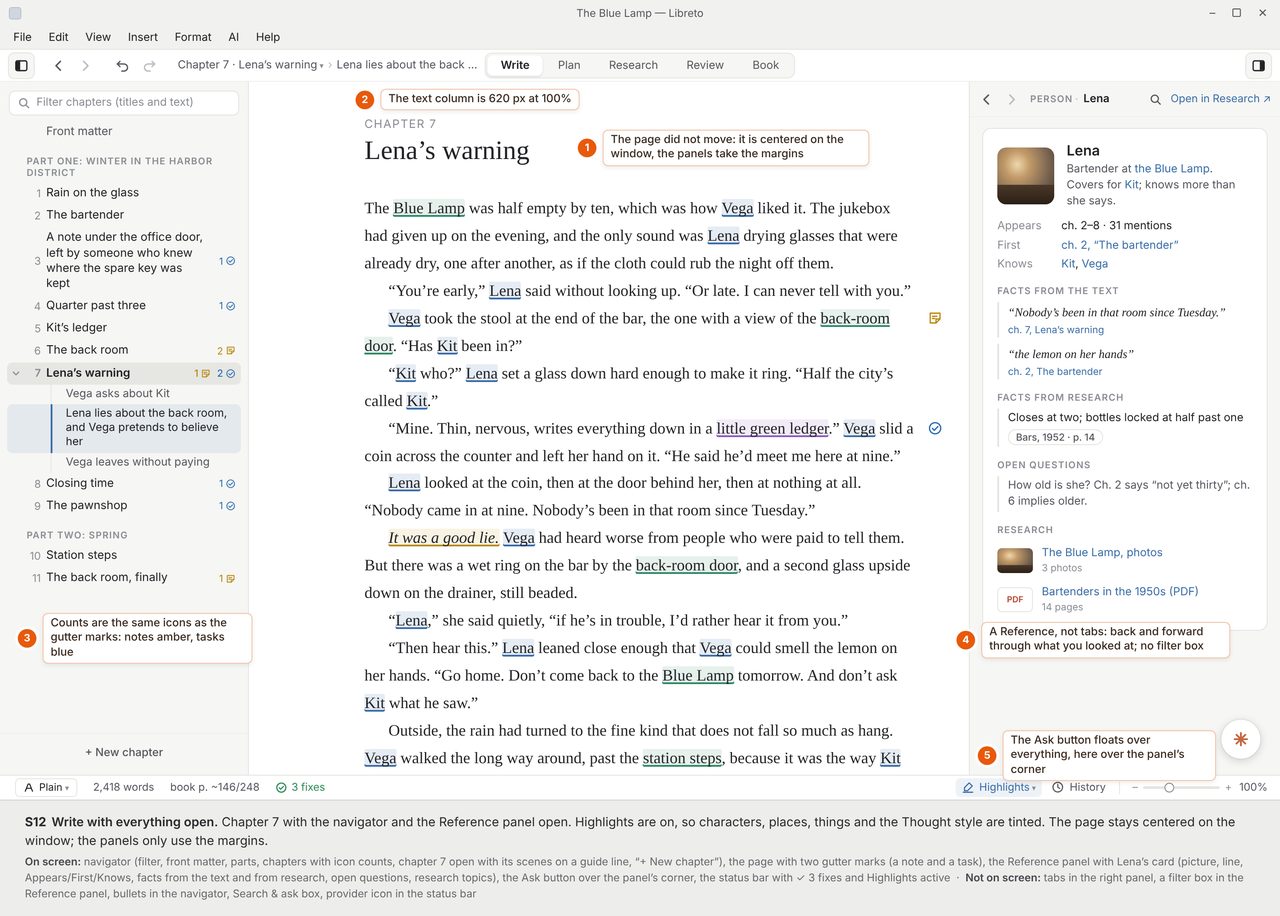 The Blue Lamp — Libreto
File Edit View Insert Format AI Help
Chapter 7 · Lena’s warning ▾ › Lena lies about the back ...
Write Plan Research Review Book
Filter chapters (titles and text)
Front matter
PART ONE: WINTER IN THE HARBOR
DISTRICT
1 Rain on the glass
2 The bartender
A note under the office door,
left by someone who knew
3 where the spare key was 1
kept
4 Quarter past three 1
5 Kit’s ledger
6 The back room 2
7 Lena’s warning 1 2
Vega asks about Kit
Lena lies about the back room,
and Vega pretends to believe
her
Vega leaves without paying
8 Closing time 1
9 The pawnshop 1
PART TWO: SPRING
10 Station steps
11 The back room, finally 1
3 Counts are the same icons as the
gutter marks: notes amber, tasks
blue
+ New chapter
2 The text column is 620 px at 100%
CHAPTER 7
Lena’s warning
1 The page did not move: it is centered on the
window, the panels take the margins
The Blue Lamp was half empty by ten, which was how Vega liked it. The jukebox
had given up on the evening, and the only sound was Lena drying glasses that were
already dry, one after another, as if the cloth could rub the night off them.
“You’re early,” Lena said without looking up. “Or late. I can never tell with you.”
Vega took the stool at the end of the bar, the one with a view of the back-room
door. “Has Kit been in?”
“Kit who?” Lena set a glass down hard enough to make it ring. “Half the city’s
called Kit.”
“Mine. Thin, nervous, writes everything down in a little green ledger.” Vega slid a
coin across the counter and left her hand on it. “He said he’d meet me here at nine.”
Lena looked at the coin, then at the door behind her, then at nothing at all.
“Nobody came in at nine. Nobody’s been in that room since Tuesday.”
It was a good lie. Vega had heard worse from people who were paid to tell them.
But there was a wet ring on the bar by the back-room door, and a second glass upside
down on the drainer, still beaded.
“Lena,” she said quietly, “if he’s in trouble, I’d rather hear it from you.”
“Then hear this.” Lena leaned close enough that Vega could smell the lemon on
her hands. “Go home. Don’t come back to the Blue Lamp tomorrow. And don’t ask
Kit what he saw.”
Outside, the rain had turned to the fine kind that does not fall so much as hang.
Vega walked the long way around, past the station steps, because it was the way Kit
PERSON · Lena Open in Research ↗
Lena
Bartender at the Blue Lamp.
Covers for Kit; knows more than
she says.
Appears ch. 2–8 · 31 mentions
First ch. 2, “The bartender”
Knows Kit, Vega
FACTS FROM THE TEXT
“Nobody’s been in that room since Tuesday.”
ch. 7, Lena’s warning
“the lemon on her hands”
ch. 2, The bartender
FACTS FROM RESEARCH
Closes at two; bottles locked at half past one
Bars, 1952 · p. 14
OPEN QUESTIONS
How old is she? Ch. 2 says “not yet thirty”; ch.
6 implies older.
RESEARCH
The Blue Lamp, photos
3 photos
PDF Bartenders in the 1950s (PDF)
14 pages
4 A Reference, not tabs: back and forward
through what you looked at; no filter box
5 The Ask button floats over
everything, here over the panel’s
corner
A Plain ▾ 2,418 words book p. ~146/248 3 fixes Highlights ▾ History − + 100%
S12 Write with everything open. Chapter 7 with the navigator and the Reference panel open. Highlights are on, so characters, places, things and the Thought style are tinted. The page stays centered on the
window; the panels only use the margins.
On screen: navigator (filter, front matter, parts, chapters with icon counts, chapter 7 open with its scenes on a guide line, “+ New chapter”), the page with two gutter marks (a note and a task), the Reference panel with Lena’s card (picture, line,
Appears/First/Knows, facts from the text and from research, open questions, research topics), the Ask button over the panel’s corner, the status bar with ✓ 3 fixes and Highlights active · Not on screen: tabs in the right panel, a filter box in the
Reference panel, bullets in the navigator, Search & ask box, provider icon in the status bar